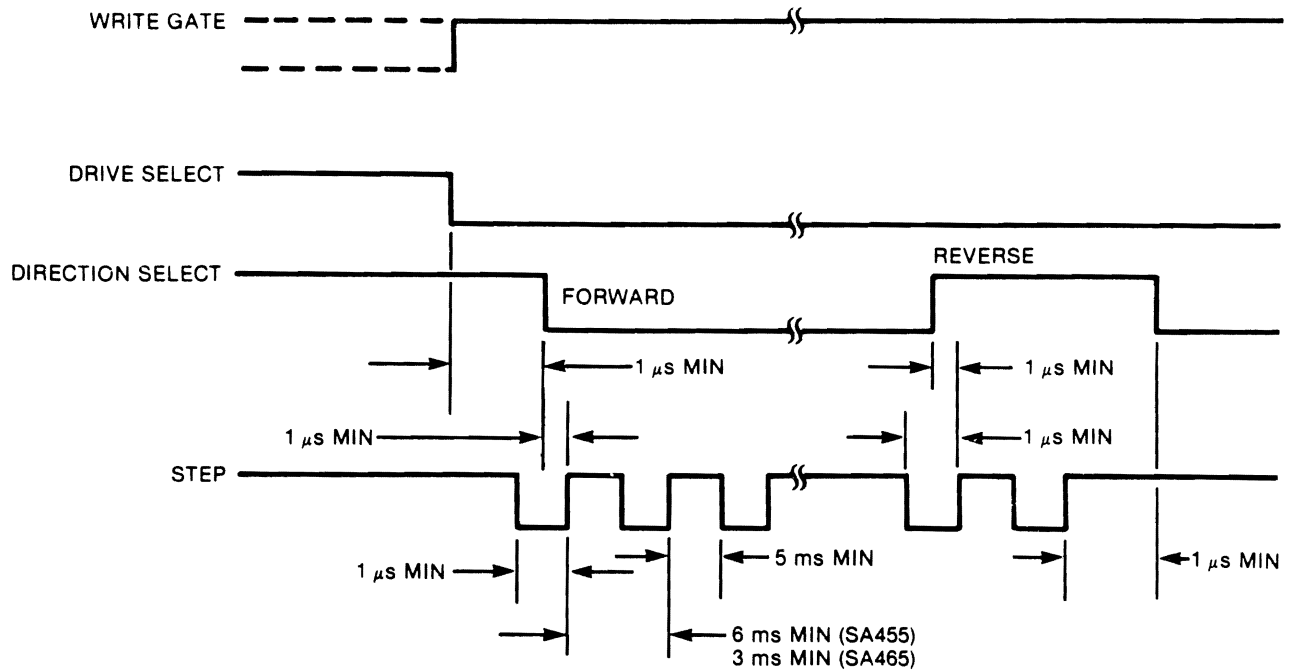 WRITE GATE
DRIVE SELECT
DIRECTION SELECT
FORWARD
REVERSE
1 μs MIN
1 μs MIN
1 μs MIN
1 μs MIN
STEP
1 μs MIN
5 ms MIN
1 μs MIN
6 ms MIN (SA455)
3 ms MIN (SA465)